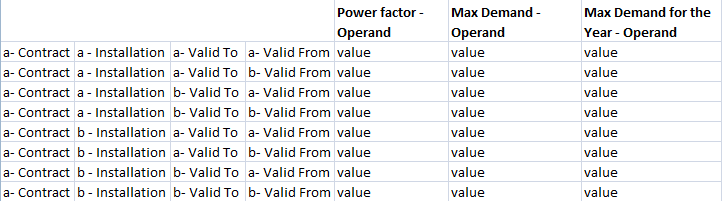 Power factor - Operand Max Demand - Operand Max Demand for the Year - Operand
a- Contract a - Installation a- Valid To a- Valid From value value value
a- Contract a - Installation a- Valid To b- Valid From value value value
a- Contract a - Installation b- Valid To a- Valid From value value value
a- Contract a - Installation b- Valid To b- Valid From value value value
a- Contract b - Installation a- Valid To a- Valid From value value value
a- Contract b - Installation a- Valid To b- Valid From value value value
a- Contract b - Installation b- Valid To a- Valid From value value value
a- Contract b - Installation b- Valid To b- Valid From value value value